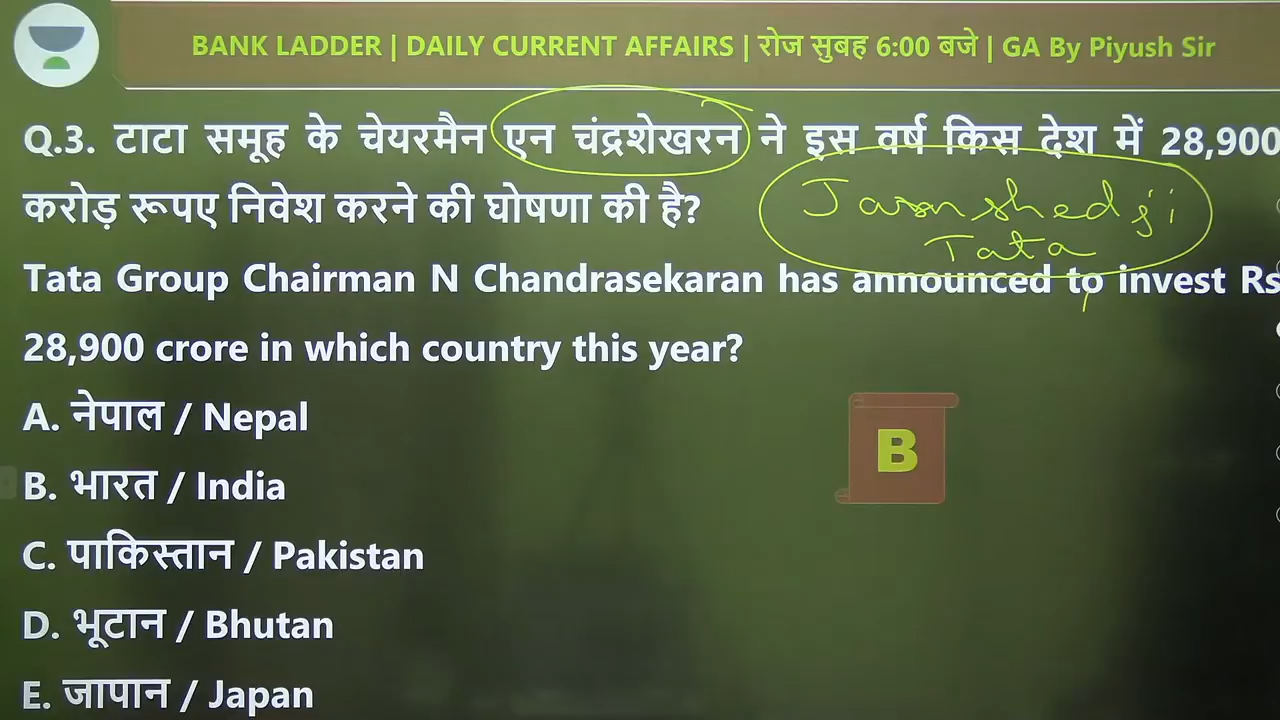 BANK LADDER | DAILY CURRENT AFFAIRS | रोज सुबह 6:00 बजे | GA By Piyush Sir
Q.3. टाटा समूह के चेयरमैन एन चंद्रशेखरन ने इस वर्ष किस देश में 28,900
करोड़ रूपए निवेश करने की घोषणा की है?
Jamshed ji
Tata
Tata Group Chairman N Chandrasekaran has announced to invest Rs
28,900 crore in which country this year?
A. नेपाल / Nepal
B. भारत / India
B
C. पाकिस्तान / Pakistan
D. भूटान / Bhutan
E. जापान / Japan